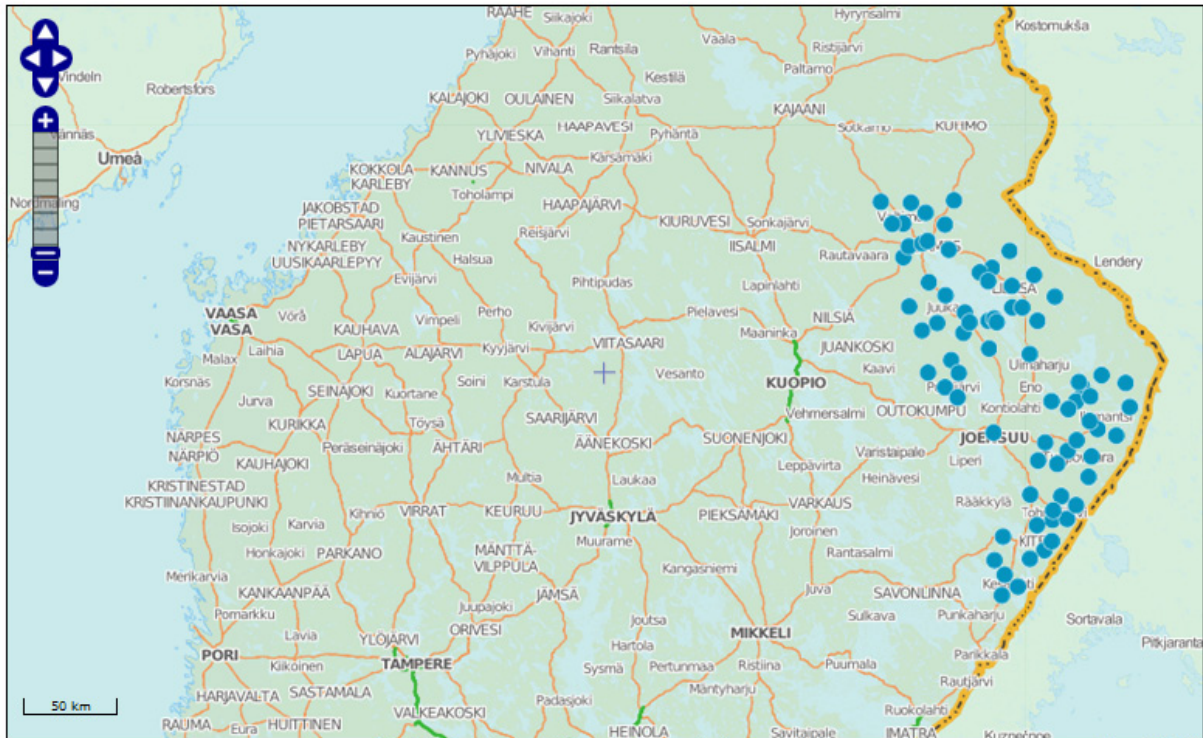 RAAHE
Siikajoki
Hyrynsalmi
Kostomukša
Pyhäjoki
Vihanti
Rantsila
Vaala
Ristijärvi
Vindeln
Robertsfors
Kestilä
Paltamo
KALAJOKI
OULAINEN
Siikalatva
KAJAANI
Vännäs
YLIVIESKA
HAAPAVESI
Pyhäntä
Sotkamo
KUHMO
Umeå
KOKKOLA
KARLEBY
KANNUS
NIVALA
Kärsämäki
Nordmaling
Toholampi
JAKOBSTAD
PIETARSAARI
HAAPAJÄRVI
KIURUVESI
Sonkajärvi
Kaustinen
Reisjärvi
NYKARLEBY
UUSIKAARLEPYY
Halsua
IISALMI
Rautavaara
Lendery
Evijärvi
Pihtipudas
Lapinlahti
VAASA
VASA
Vörå
Perho
Pielavesi
NILSIÄ
Juuka
KAUHAVA
Vimpeli
Kivijärvi
Maaninka
Laihia
LAPUA
ALAJÄRVI
Kyyjärvi
VIITASAARI
JUANKOSKI
Malax
Uimaharju
Korsnäs
SEINÄJOKI
Kuortane
Soini
Karstula
Vesanto
KUOPIO
Kaavi
Eno
Jurva
SAARIJÄRVI
Vehmersalmi
OUTOKUMPU
Kontiolahti
KURIKKA
Töysä
NÄRPES
NÄRPIÖ
Peräseinäjoki
ÄHTÄRI
ÄÄNEKOSKI
SUONENJOKI
JOENSUU
KAUHAJOKI
Varistaipale
Liperi
Leppävirta
KRISTINESTAD
KRISTIINANKAUPUNKI
Multia
Laukaa
Heinävesi
Isojoki
Karvia
Kihniö
VIRRAT
KEURUU
JYVÄSKYLÄ
PIEKSÄMÄKI
VARKAUS
Rääkkylä
Honkajoki
PARKANO
MÄNTTÄ-
VILPPULA
Muurame
Joroinen
Rantasalmi
Merikarvia
KANKAANPÄÄ
Kangasniemi
Juva
SAVONLINNA
Pomarkku
Juupajoki
JÄMSÄ
Joutsa
Sulkava
Punkaharju
Sortavala
Lavia
YLÖJÄRVI
ORIVESI
Hartola
MIKKELI
Pitkjaranta
PORI
Kiikoinen
TAMPERE
Sysmä
Pertunmaa
Ristiina
Puumala
Parikkala
HARJAVALTA
SASTAMALA
Padasjoki
Mäntyharju
Rautjärvi
50 km
VALKEAKOSKI
Ruokolahti
RAUMA
Eura
HUITTINEN
HEINOLA
Savitaipale
IMATRA
Kuznečnoe